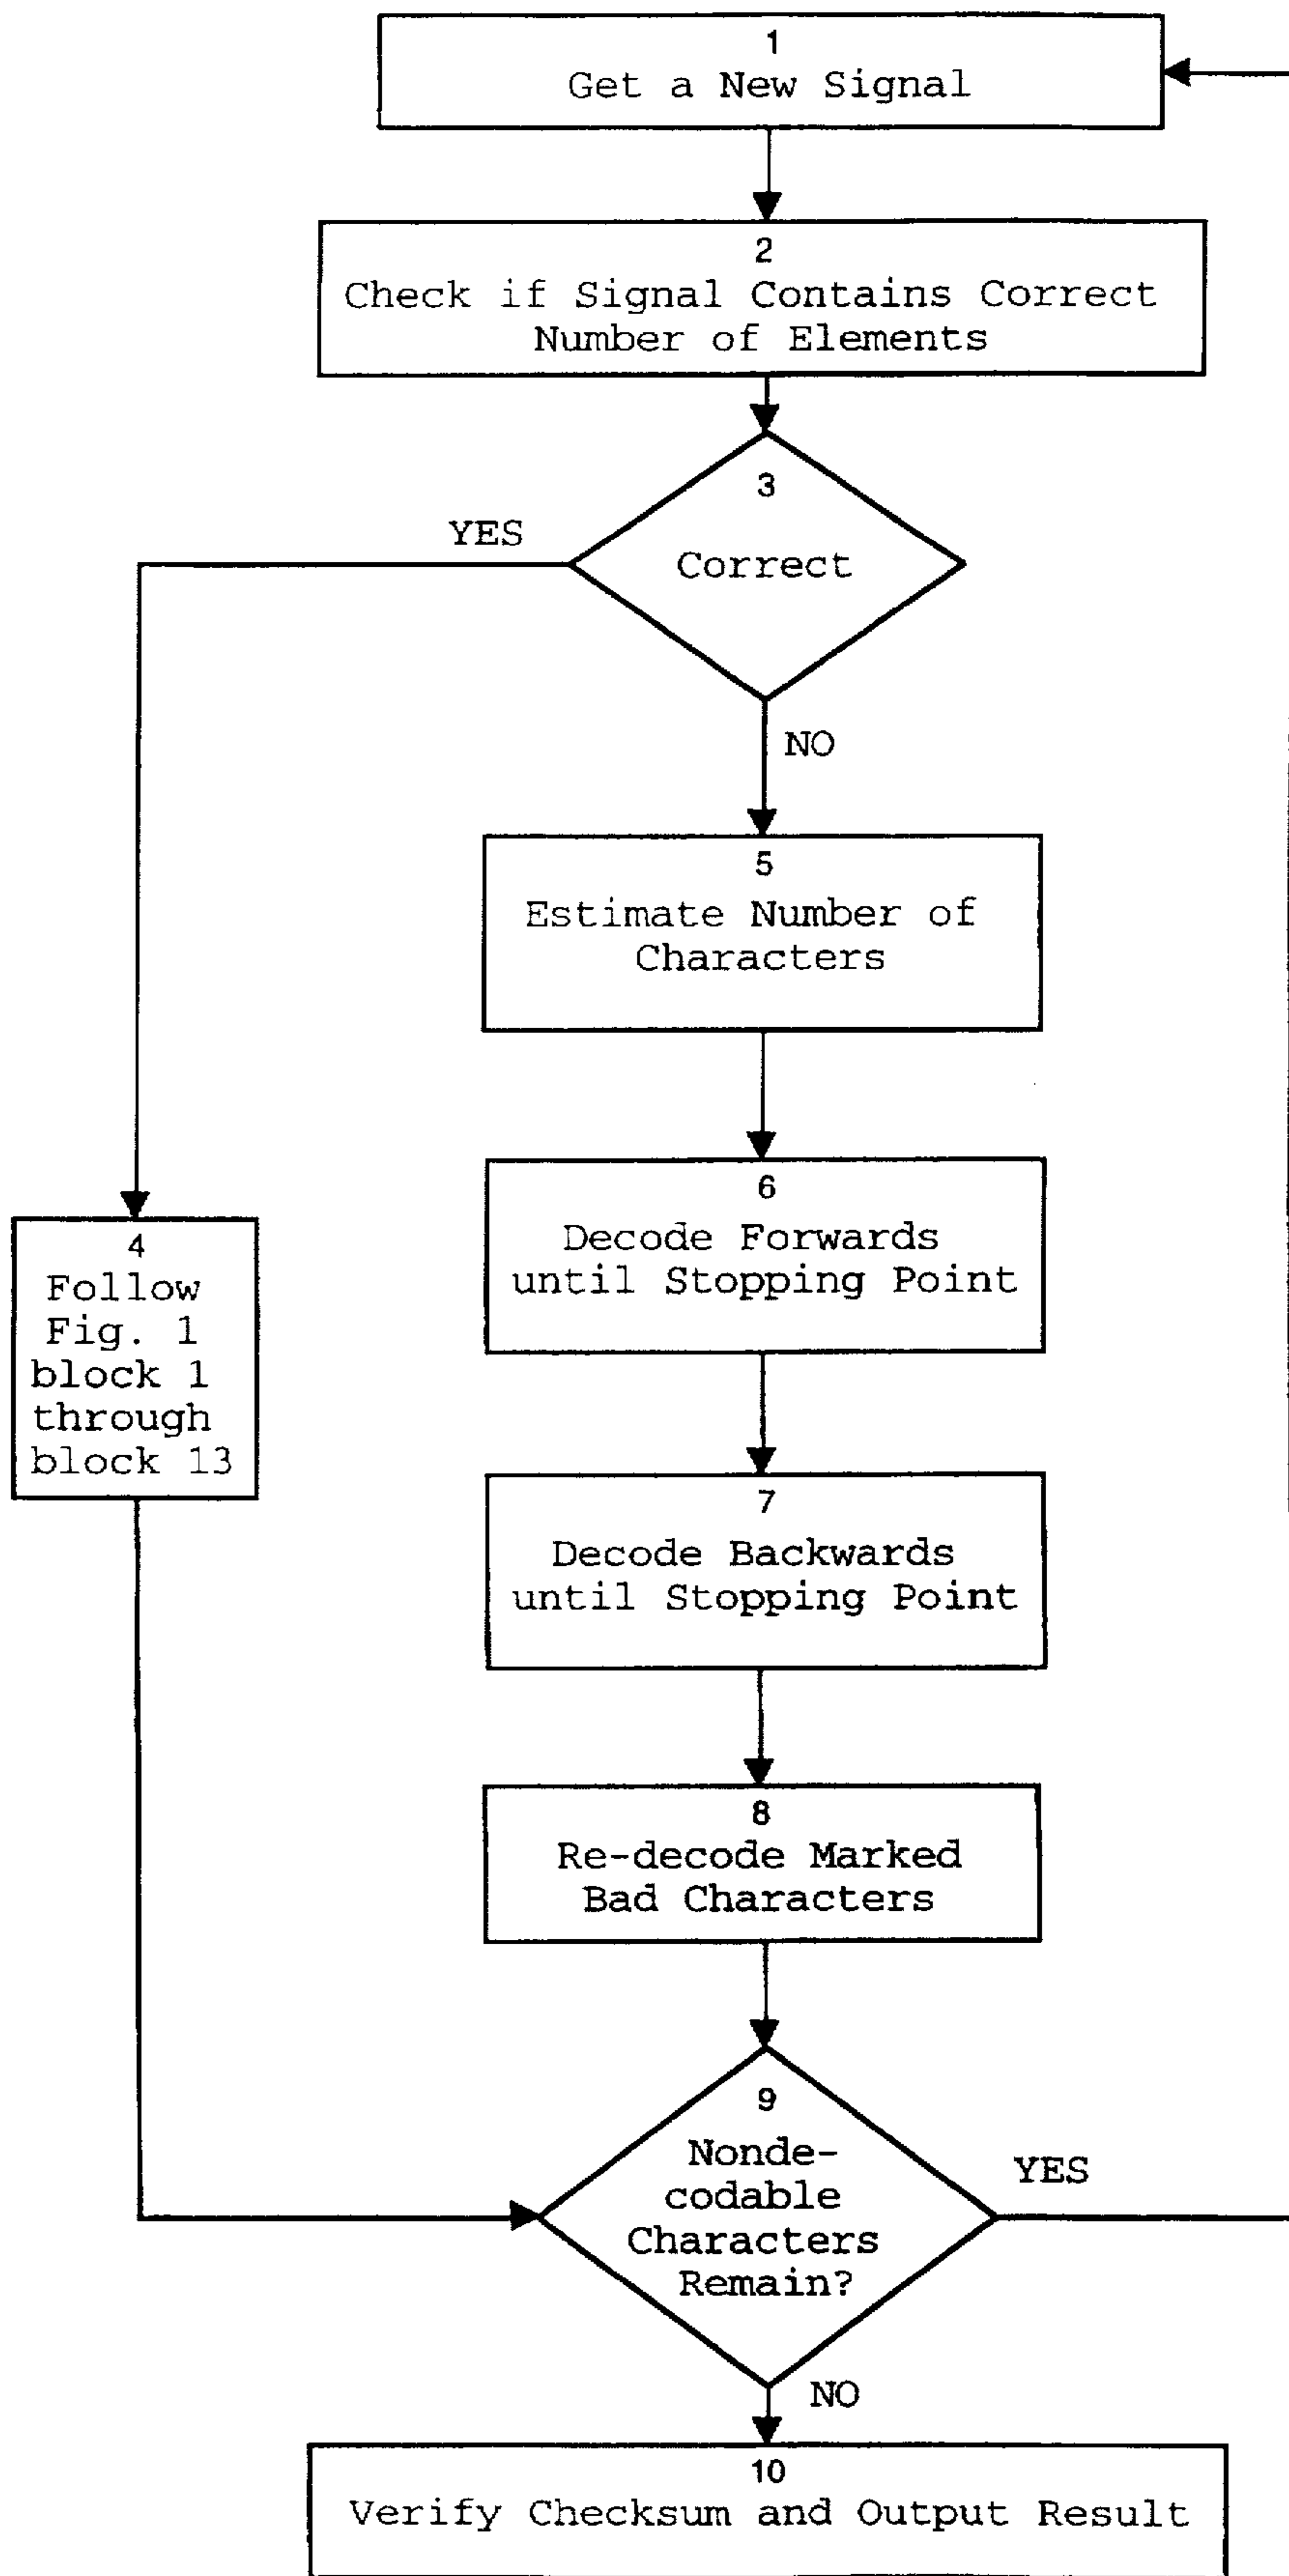 1
Get a New Signal
2
Check if Signal Contains Correct
Number of Elements
3
YES
Correct
NO
5
Estimate Number of
Characters
6
Decode Forwards
until Stopping Point
4
Follow
Fig. 1
block 1
through
block 13
7
Decode Backwards
until Stopping Point
8
Re-decode Marked
Bad Characters
9
Nonde-
codable
Characters
Remain?
YES
NO
10
Verify Checksum and Output Result